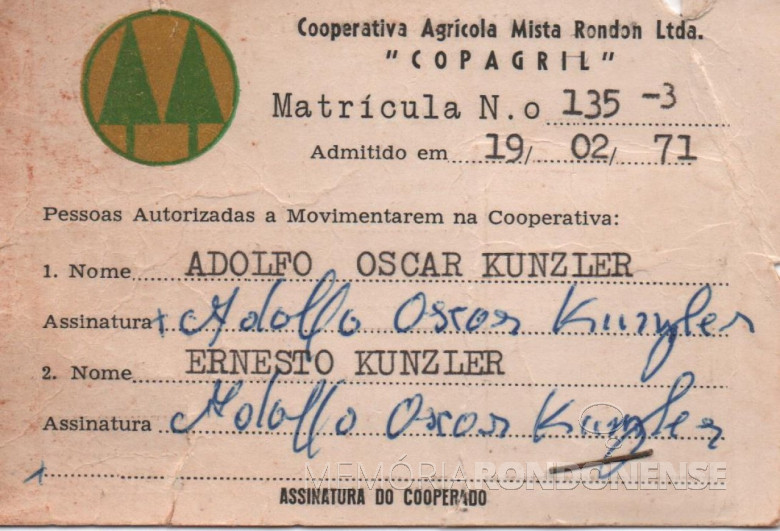 Cooperativa Agrícola Mista Rondon Ltda.
"COPAGRIL"
Matrícula N.o 135 -3
Admitido em 19/ 02/ 71
Pessoas Autorizadas a Movimentarem na Cooperativa:
1. Nome ADOLFO OSCAR KUNZLER
Assinatura x Adolfo Oscar Kunzler
2. Nome ERNESTO KUNZLER
Assinatura Adolfo Oscar Kunzler
MEMÓRIARONDONENSE
ASSINATURA DO COOPERADO